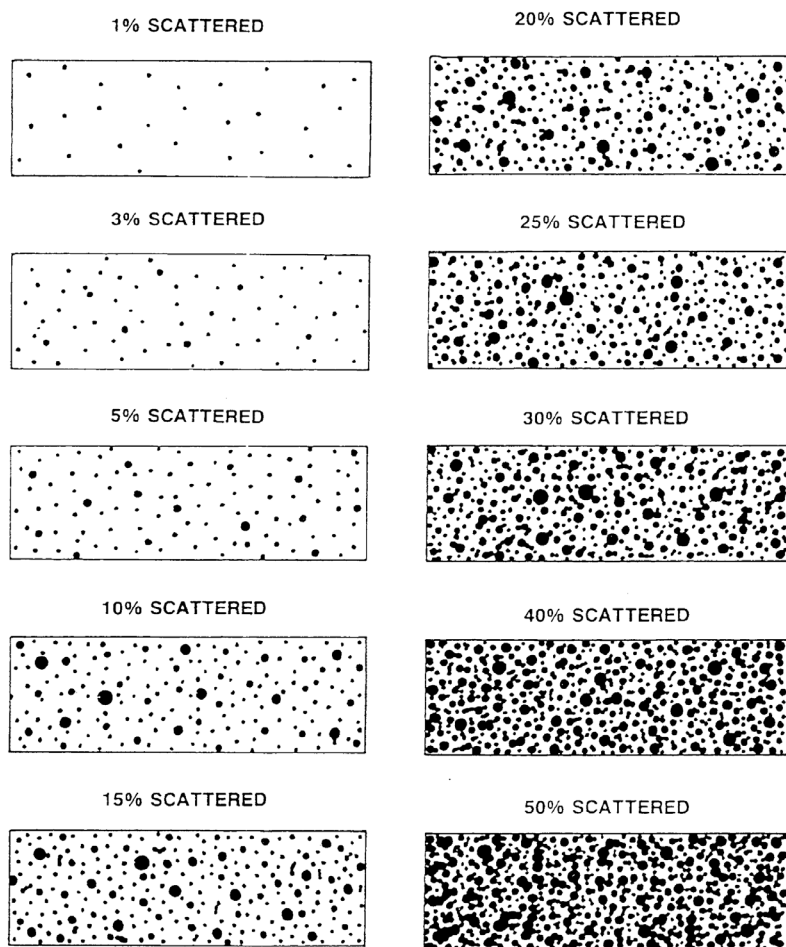 1% SCATTERED
3% SCATTERED
5% SCATTERED
10% SCATTERED
15% SCATTERED
20% SCATTERED
25% SCATTERED
30% SCATTERED
40% SCATTERED
50% SCATTERED